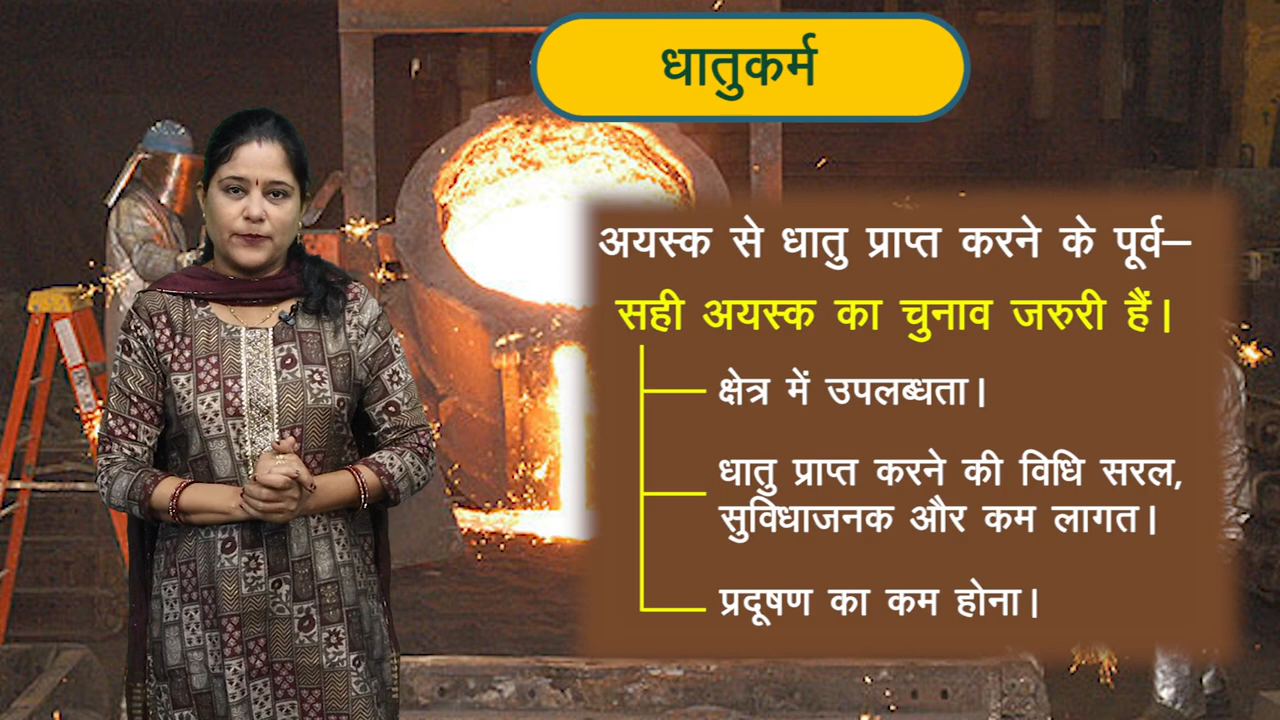 धातुकर्म
अयस्क से धातु प्राप्त करने के पूर्व–
सही अयस्क का चुनाव जरुरी हैं।
क्षेत्र में उपलब्धता।
धातु प्राप्त करने की विधि सरल,
सुविधाजनक और कम लागत।
प्रदूषण का कम होना।